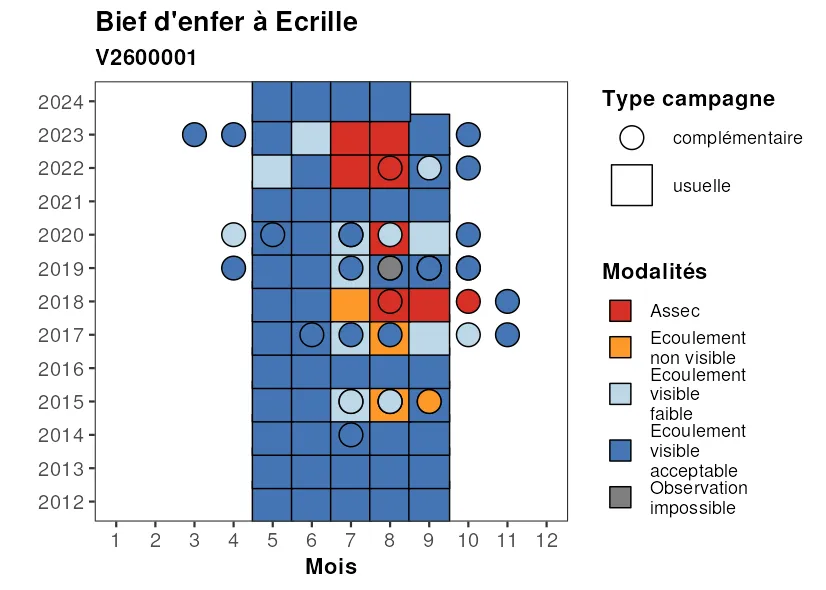 Bief d'enfer à Ecrille
V2600001
2024
2023
2022
2021
2020
2019
2018
2017
2016
2015
2014
2013
2012
1 2 3 4 5 6 7 8 9 10 11 12
Mois
Type campagne
complémentaire
usuelle
Modalités
Assec
Ecoulement
non visible
Ecoulement
visible
faible
Ecoulement
visible
acceptable
Observation
impossible